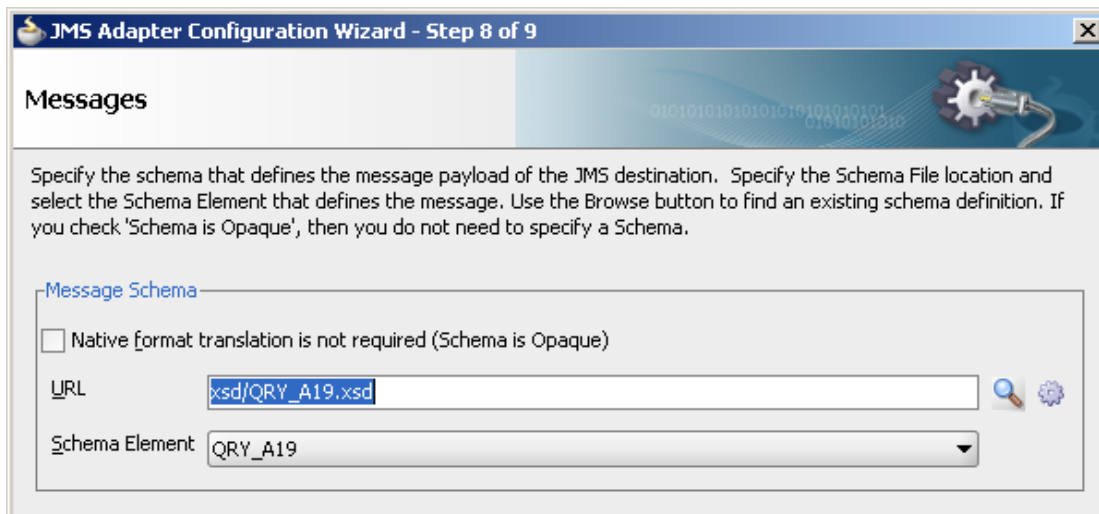 JMS Adapter Configuration Wizard - Step 8 of 9
Messages
0101010101010101010101010101
01010101010
Specify the schema that defines the message payload of the JMS destination.  Specify the Schema File location and
select the Schema Element that defines the message. Use the Browse button to find an existing schema definition. If
you check 'Schema is Opaque', then you do not need to specify a Schema.
Message Schema
Native format translation is not required (Schema is Opaque)
URL xsd/QRY_A19.xsd
Schema Element QRY_A19